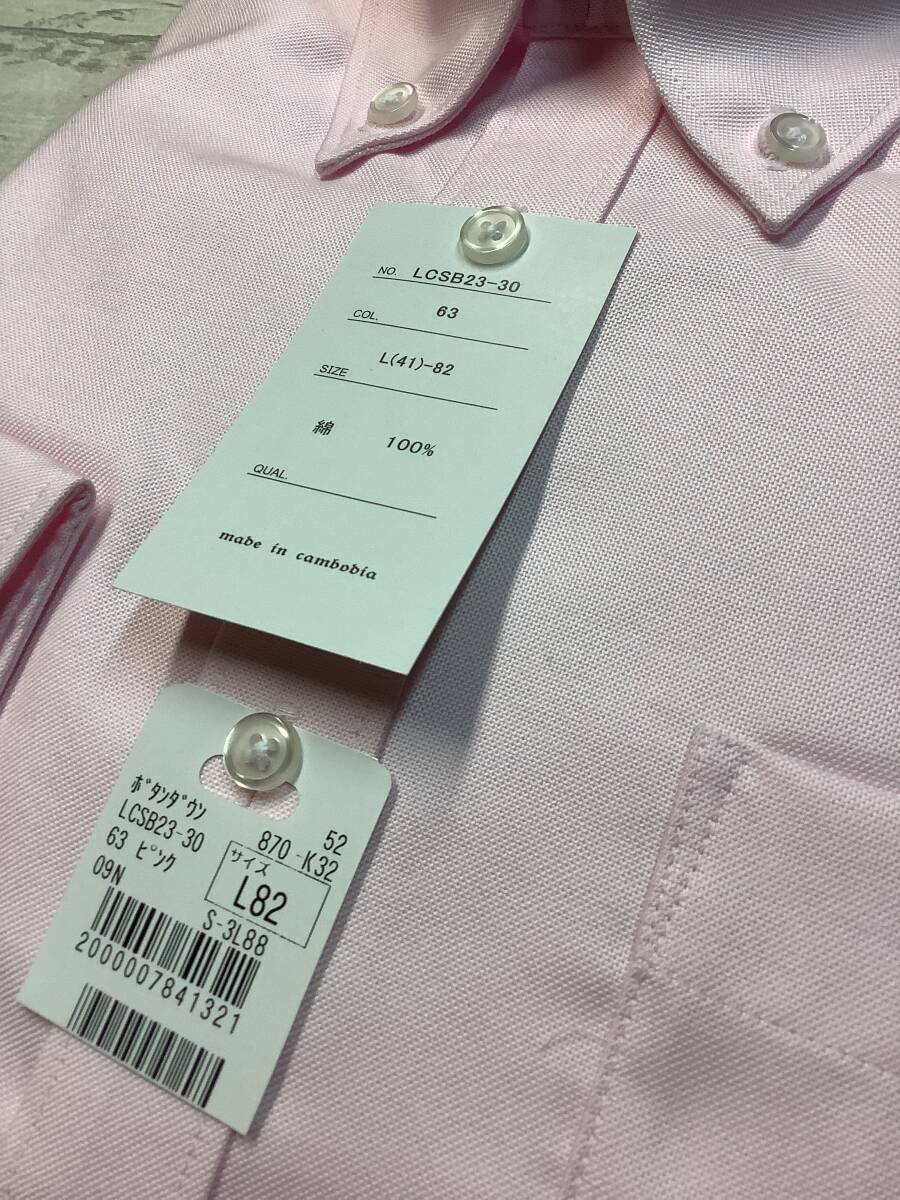 NO. LCSB23-30
COL. 63
SIZE L(41)-82
綿 100%
QUAL.
made in cambodia
ﾎﾞﾀﾝﾀﾞｳﾝ 52
LCSB23-30 870-K32
63 ﾋﾟﾝｸ サイズ
09N L82
S-3L88
2000007841321